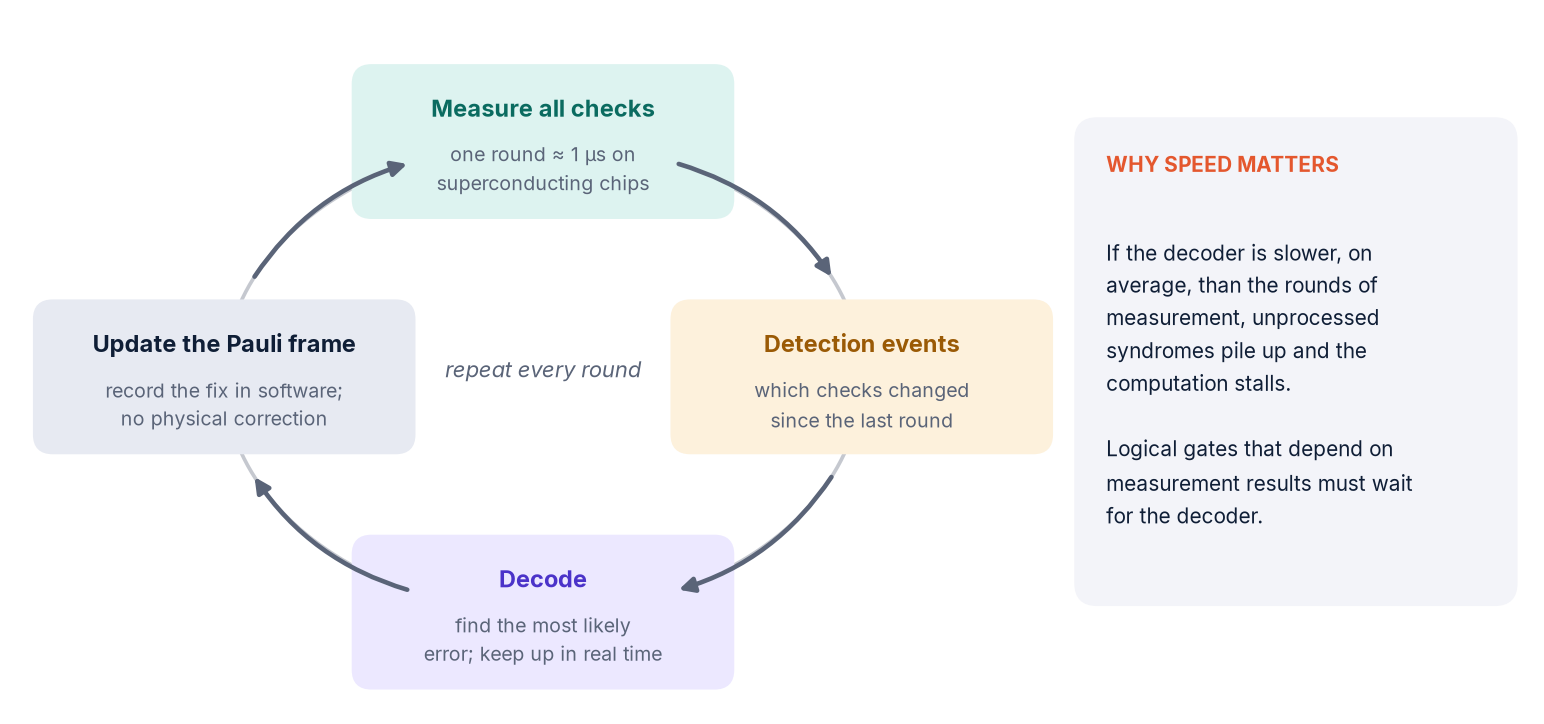 Measure all checks
one round ≈ 1 µs on
superconducting chips
Update the Pauli frame
record the fix in software;
no physical correction
repeat every round
Detection events
which checks changed
since the last round
Decode
find the most likely
error; keep up in real time
WHY SPEED MATTERS
If the decoder is slower, on
average, than the rounds of
measurement, unprocessed
syndromes pile up and the
computation stalls.
Logical gates that depend on
measurement results must wait
for the decoder.